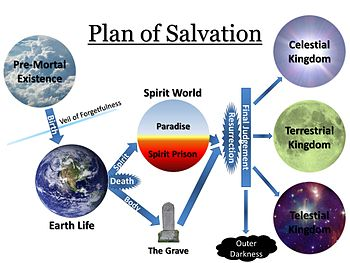 Plan of Salvation
Pre-Mortal
Existence
Veil of Forgetfulness
Birth
Earth Life
Spirit
Death
Body
Spirit World
Paradise
Spirit Prison
The Grave
Final Judgement
Resurrection
Celestial
Kingdom
Terrestrial
Kingdom
Telestial
Kingdom
Outer
Darkness